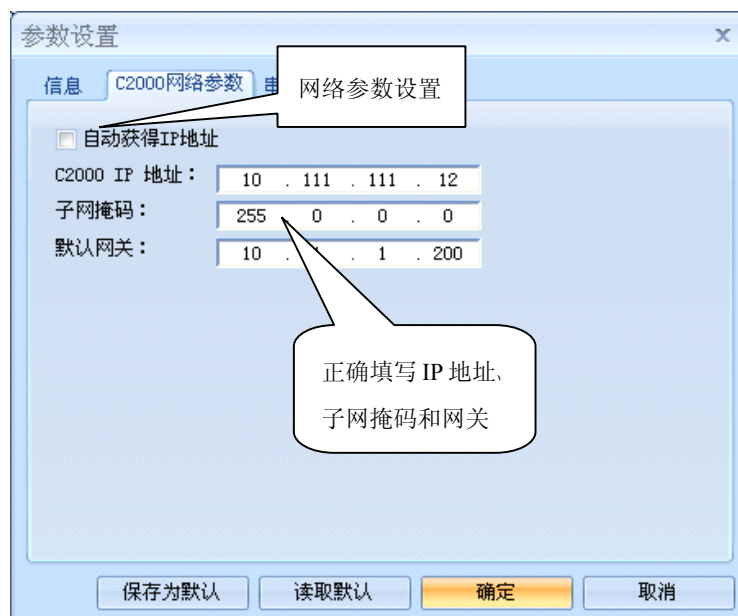 参数设置
信息 C2000网络参数 串
网络参数设置
自动获得IP地址
C2000 IP 地址： 10 . 111 . 111 . 12
子网掩码： 255 . 0 . 0 . 0
默认网关： 10 . . 1 . 200
正确填写 IP 地址、
子网掩码和网关
保存为默认 读取默认 确定 取消